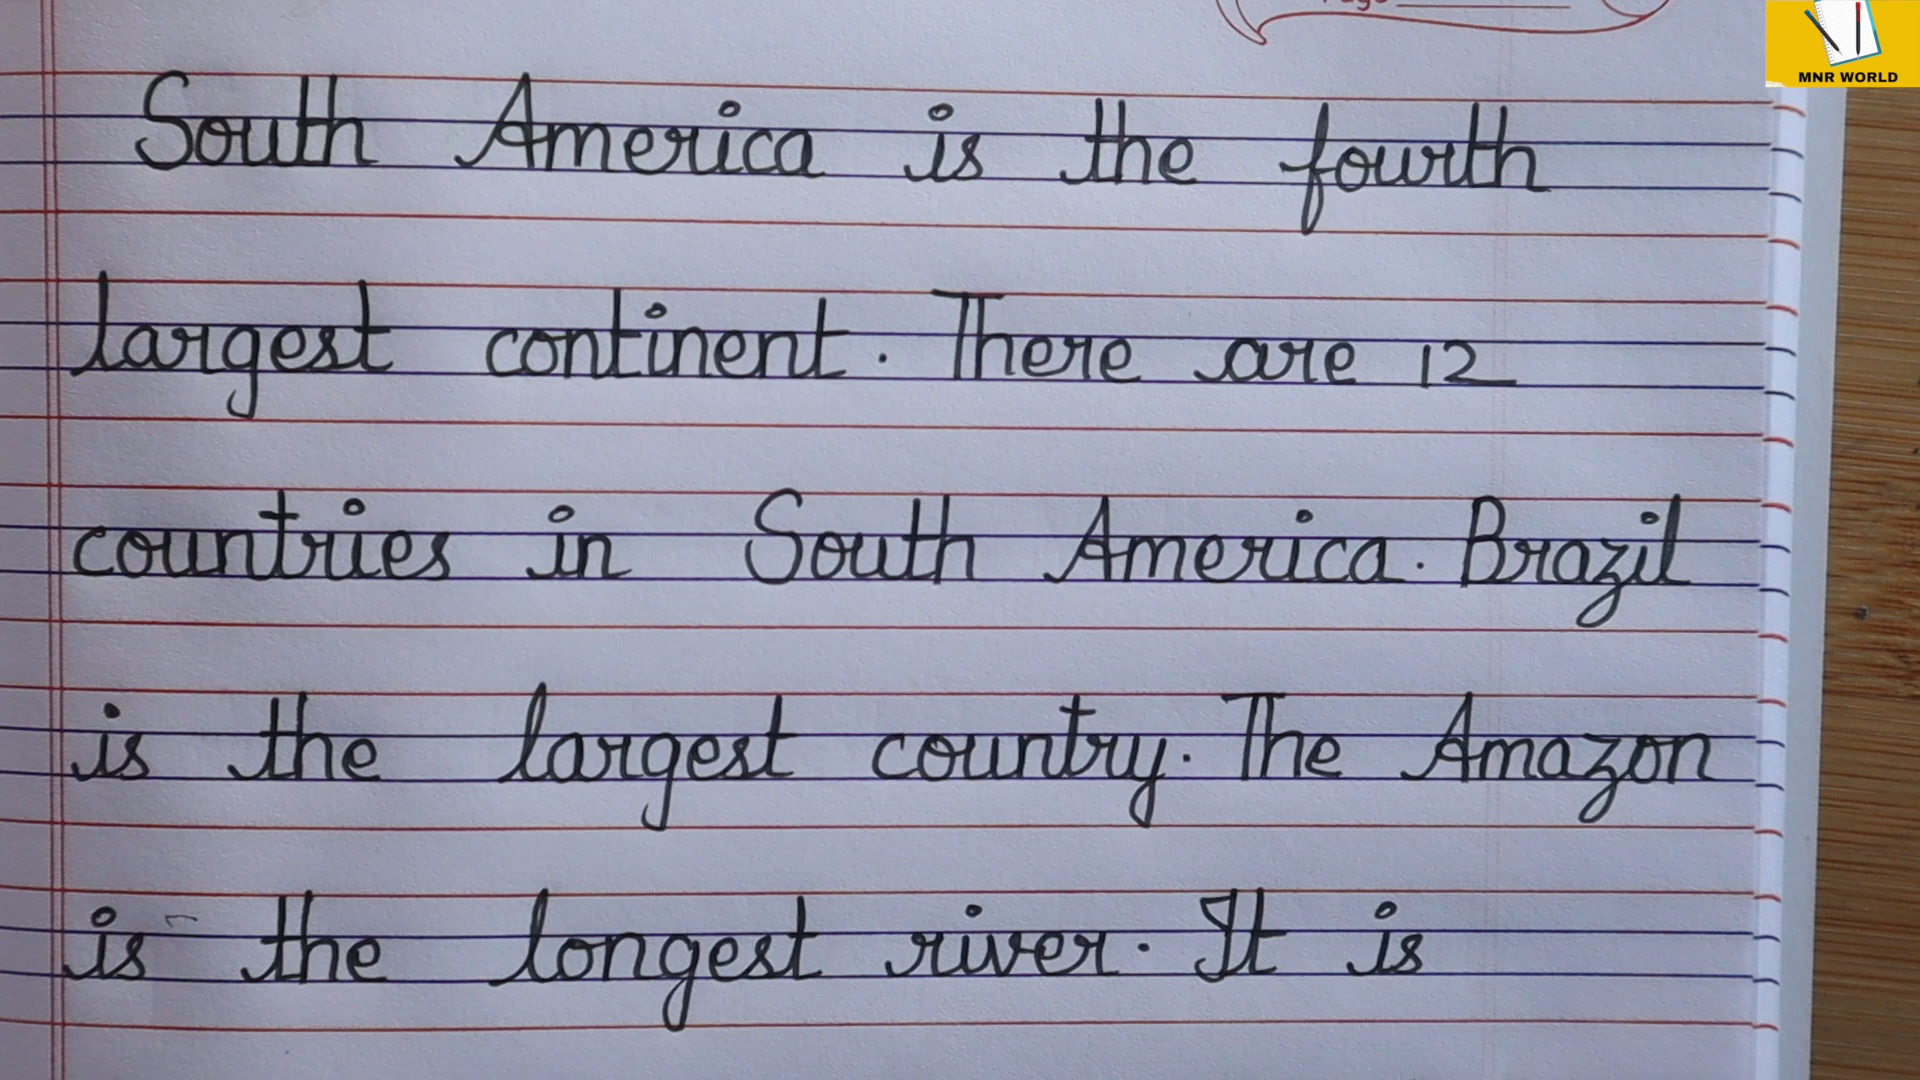 MNR WORLD
South America is the fourth
largest continent. There are 12
countries in South America. Brazil
is the largest country. The Amazon
is the longest river. It is